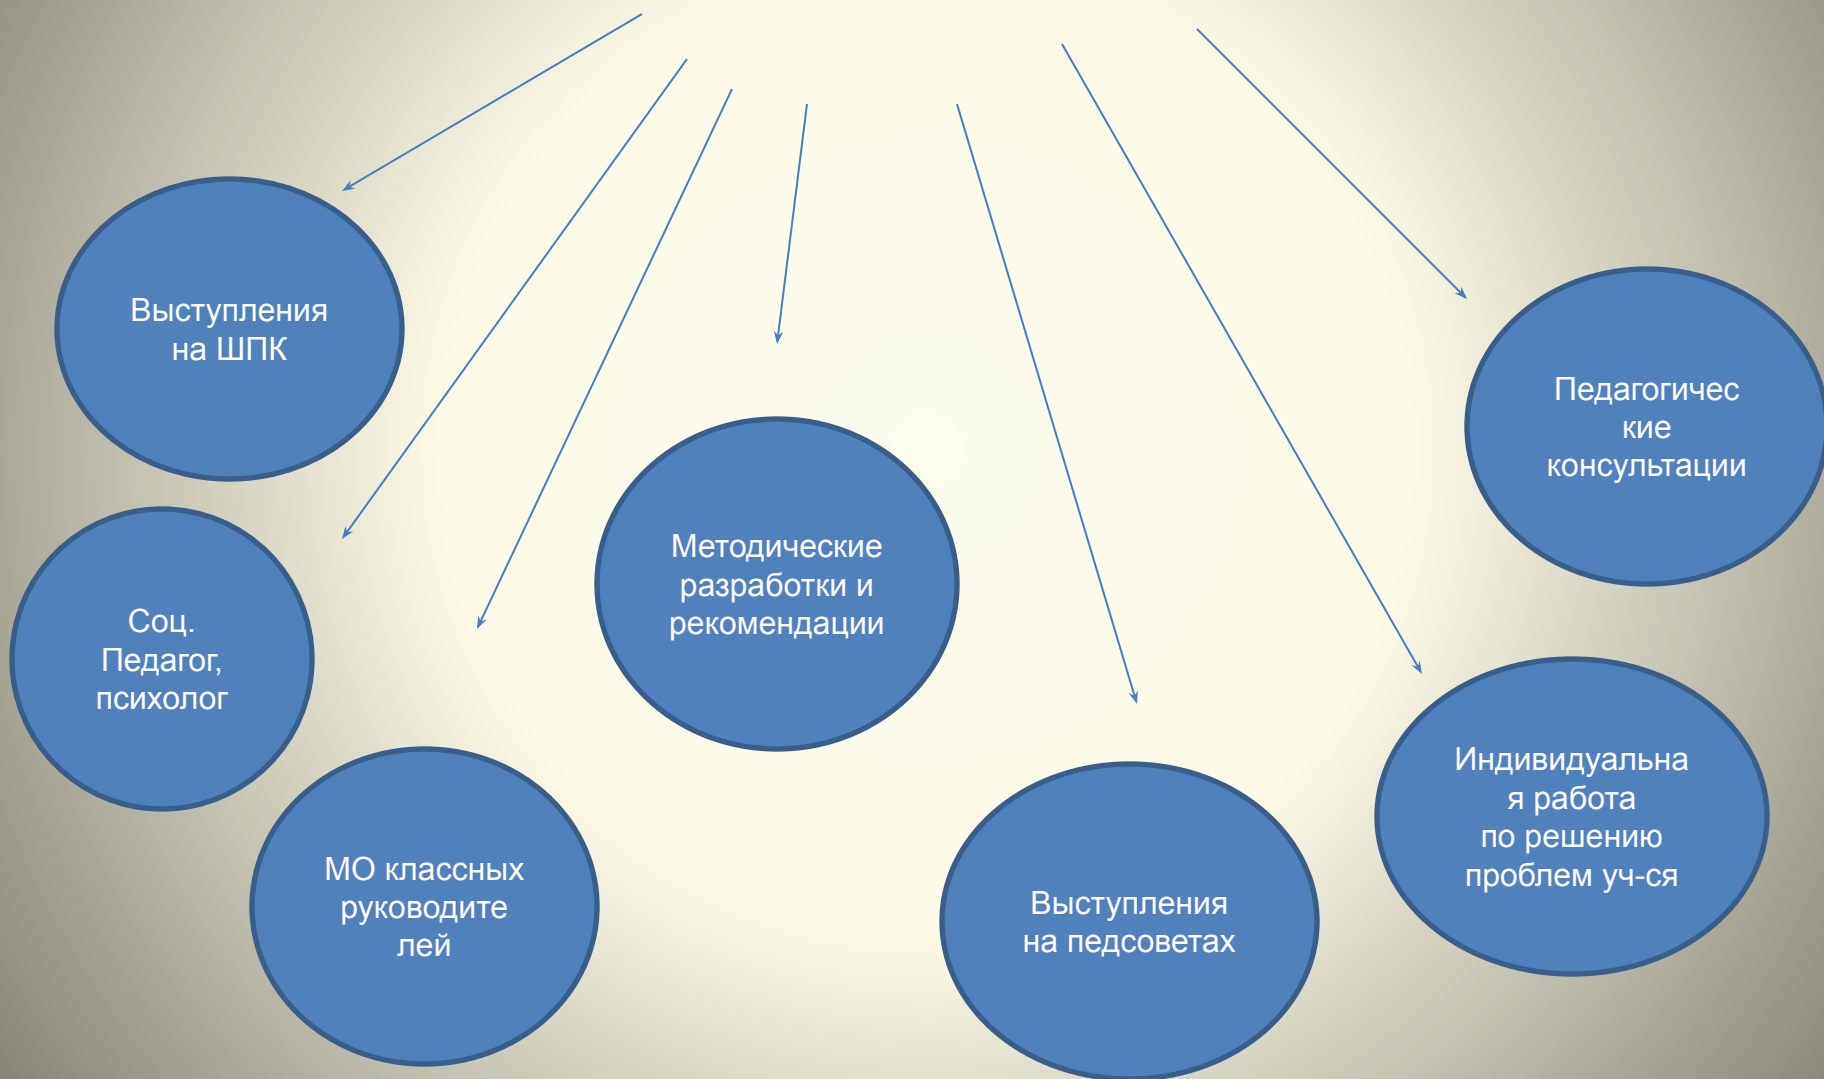 Выступления
на ШПК
Педагогичес
кие
консультации
Методические
разработки и
рекомендации
Соц.
Педагог,
психолог
Индивидуальна
я работа
по решению
проблем уч-ся
МО классных
руководите
лей
Выступления
на педсоветах